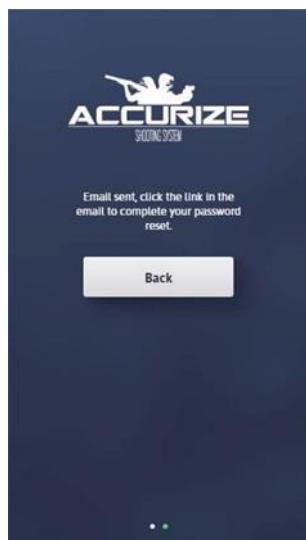 ACCURIZE
SHOOTING SYSTEM
Email sent, click the link in the
email to complete your password
reset.
Back